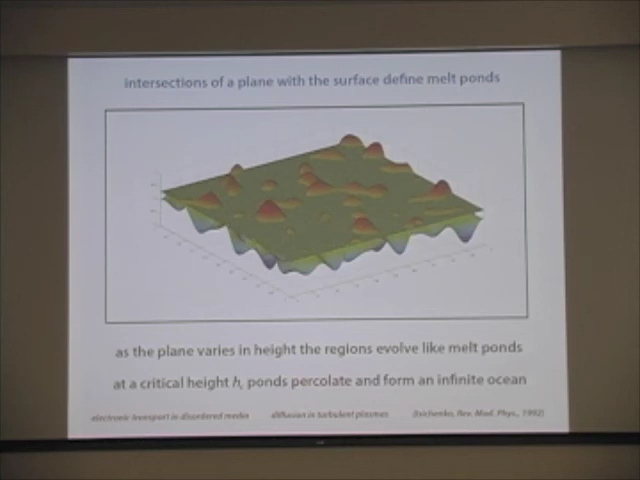 intersections of a plane with the surface define melt ponds
as the plane varies in height the regions evolve like melt ponds
at a critical height h, ponds percolate and form an infinite ocean
electronic transport in disordered media diffusion in turbulent plasmas (Isichenko, Rev. Mod. Phys., 1992)